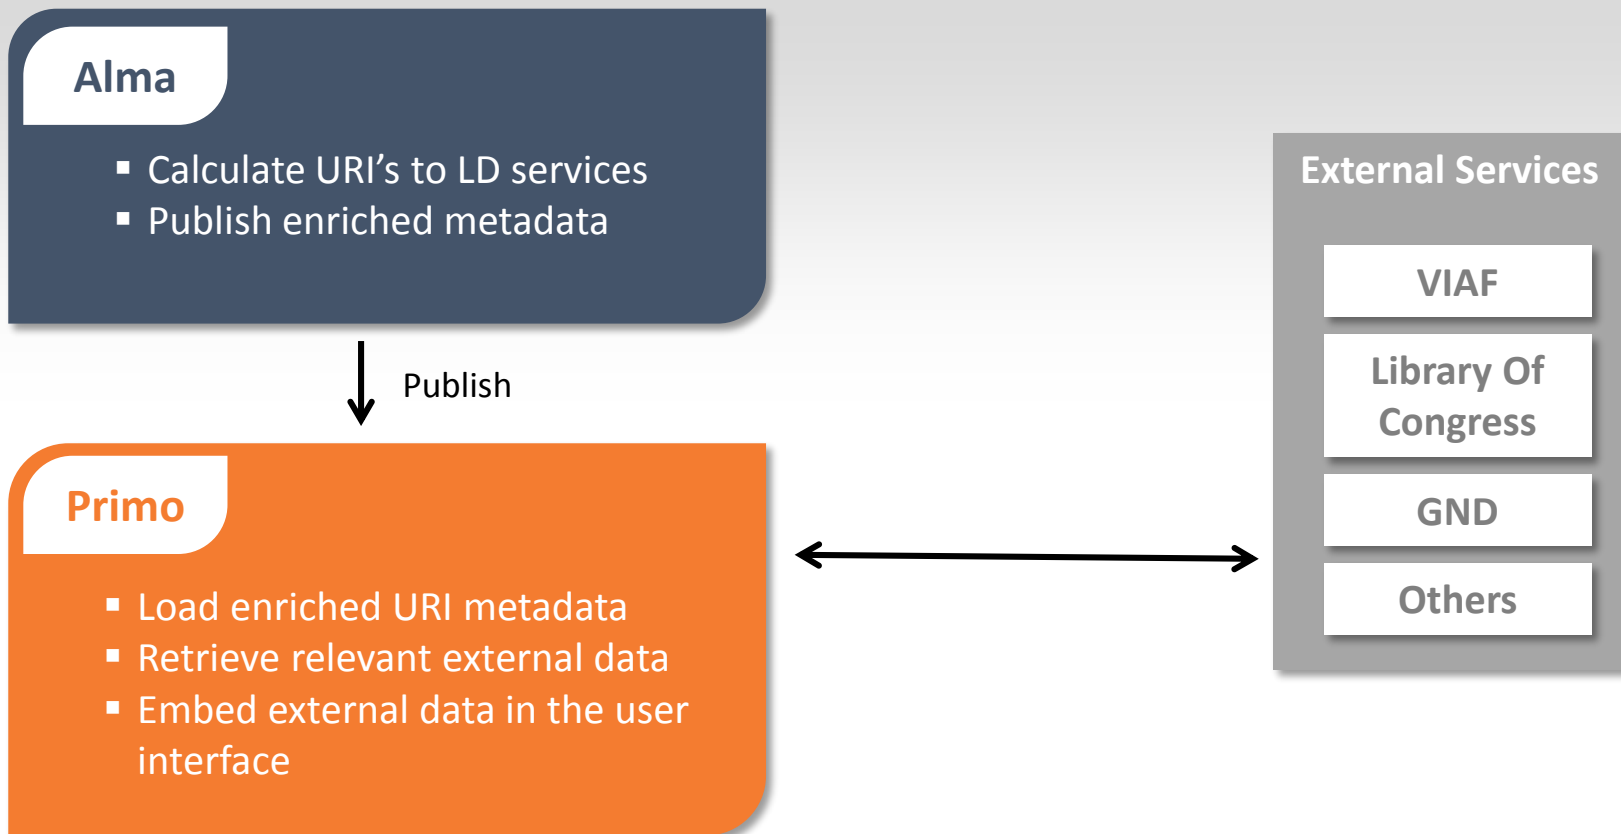 Alma
▪ Calculate URI’s to LD services
▪ Publish enriched metadata
Publish
Primo
▪ Load enriched URI metadata
▪ Retrieve relevant external data
▪ Embed external data in the user
interface
External Services
VIAF
Library Of
Congress
GND
Others